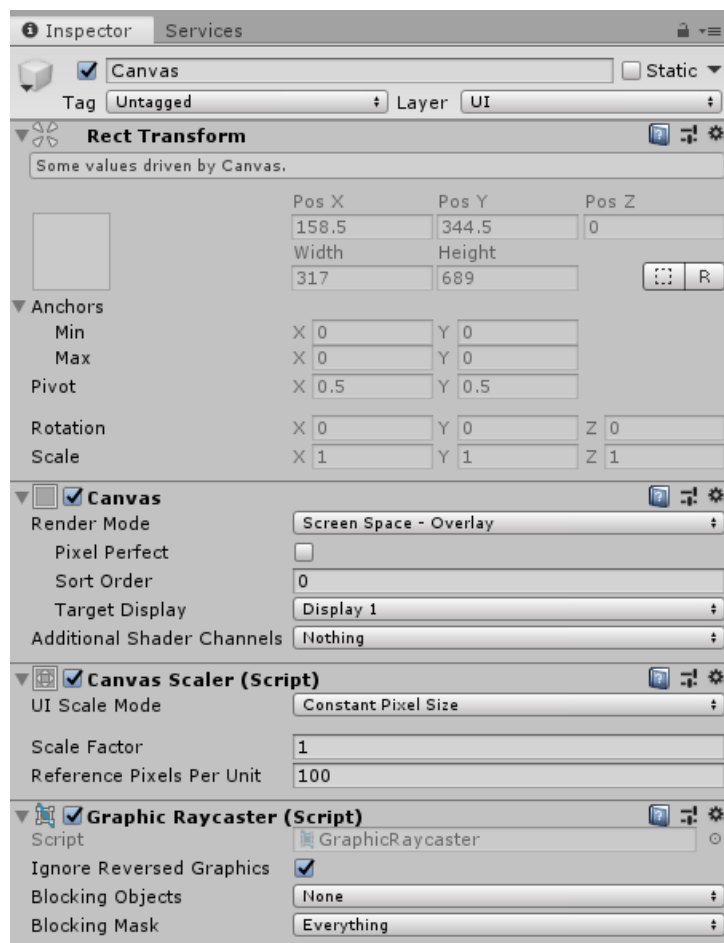 Inspector Services
Canvas Static
Tag Untagged Layer UI
Rect Transform
Some values driven by Canvas.
Pos X Pos Y Pos Z
158.5 344.5 0
Width Height
317 689 R
Anchors
Min X 0 Y 0
Max X 0 Y 0
Pivot X 0.5 Y 0.5
Rotation X 0 Y 0 Z 0
Scale X 1 Y 1 Z 1
Canvas
Render Mode Screen Space - Overlay
Pixel Perfect
Sort Order 0
Target Display Display 1
Additional Shader Channels Nothing
Canvas Scaler (Script)
UI Scale Mode Constant Pixel Size
Scale Factor 1
Reference Pixels Per Unit 100
Graphic Raycaster (Script)
Script GraphicRaycaster
Ignore Reversed Graphics
Blocking Objects None
Blocking Mask Everything